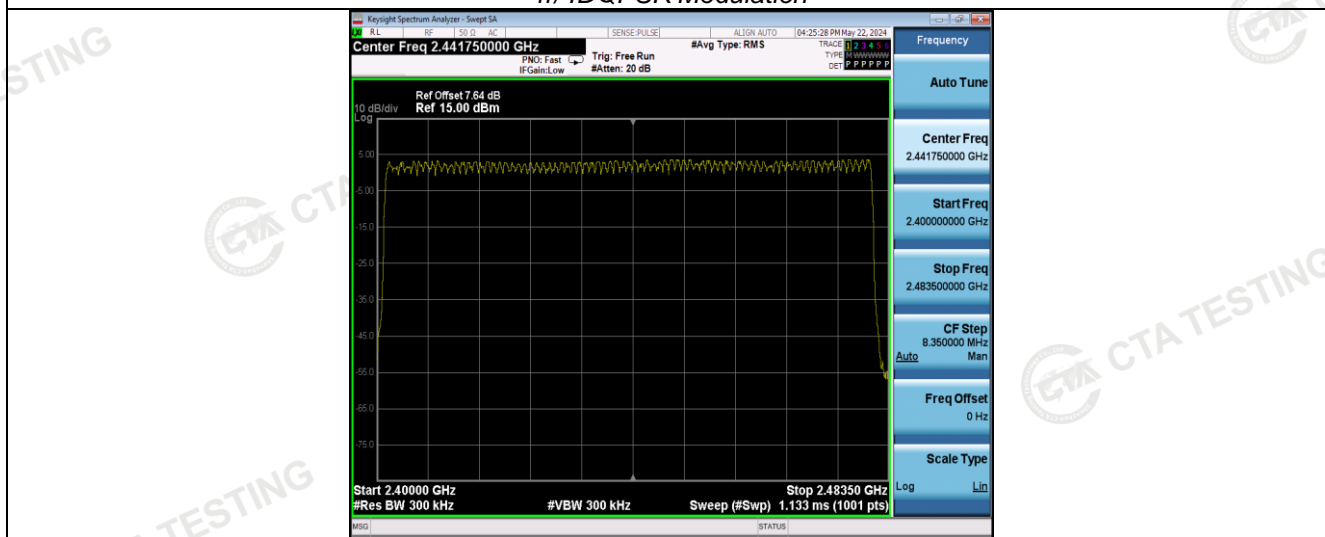 Keysight Spectrum Analyzer - Swept SA
RL RF 50 Ω AC SENSE:PULSE ALIGN AUTO 04:25:28 PM May 22, 2024
Center Freq 2.441750000 GHz
#Avg Type: RMS
TRACE 1 2 3 4 5 6
PNO: Fast Trig: Free Run
TYPE M WWWWW
IFGain:Low #Atten: 20 dB
DET P P P P P P
Frequency
Auto Tune
Ref Offset 7.64 dB
10 dB/div Ref 15.00 dBm
Log
5.00
-5.00
-15.0
-25.0
-35.0
-45.0
-55.0
-65.0
-75.0
Start 2.40000 GHz Stop 2.48350 GHz
#Res BW 300 kHz #VBW 300 kHz Sweep (#Swp) 1.133 ms (1001 pts)
MSG STATUS
Center Freq
2.441750000 GHz
Start Freq
2.400000000 GHz
Stop Freq
2.483500000 GHz
CF Step
8.350000 MHz
Auto Man
Freq Offset
0 Hz
Scale Type
Log Lin
STING
CTA
CTA TESTING
TESTING